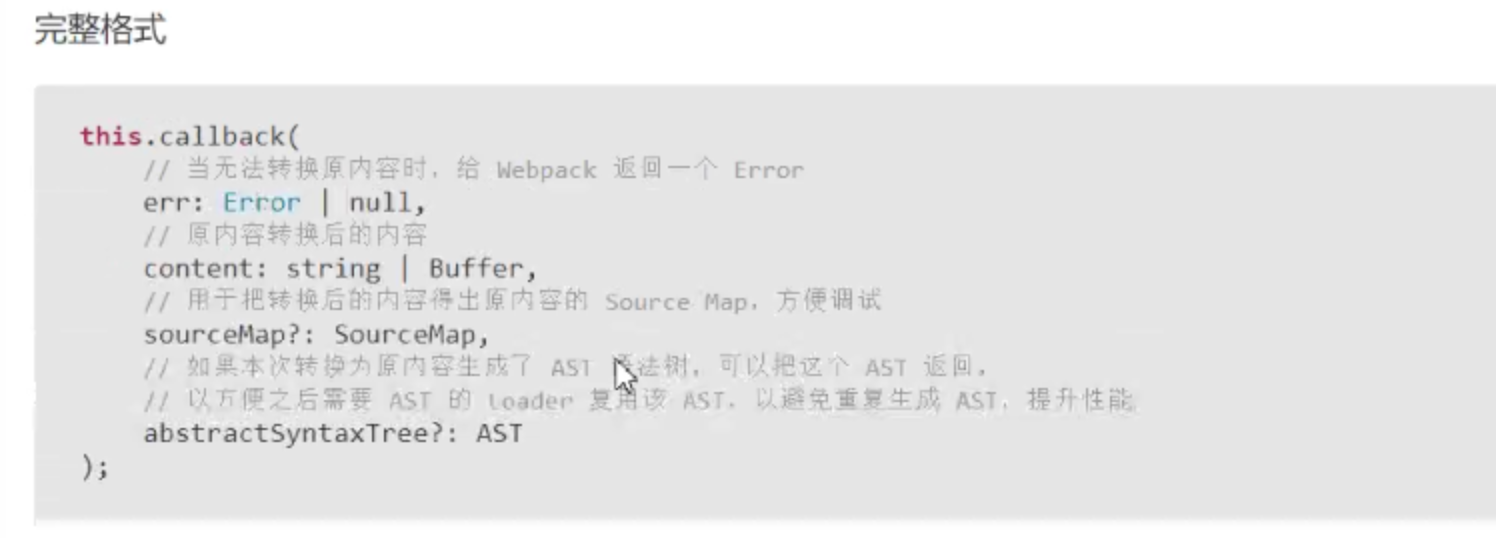 完整格式
this.callback(
// 当无法转换原内容时，给 Webpack 返回一个 Error
err: Error | null,
// 原内容转换后的内容
content: string | Buffer,
// 用于把转换后的内容得出原内容的 Source Map，方便调试
sourceMap?: SourceMap,
// 如果本次转换为原内容生成了 AST 语法树，可以把这个 AST 返回，
// 以方便之后需要 AST 的 loader 复用该 AST，以避免重复生成 AST，提升性能
abstractSyntaxTree?: AST
);